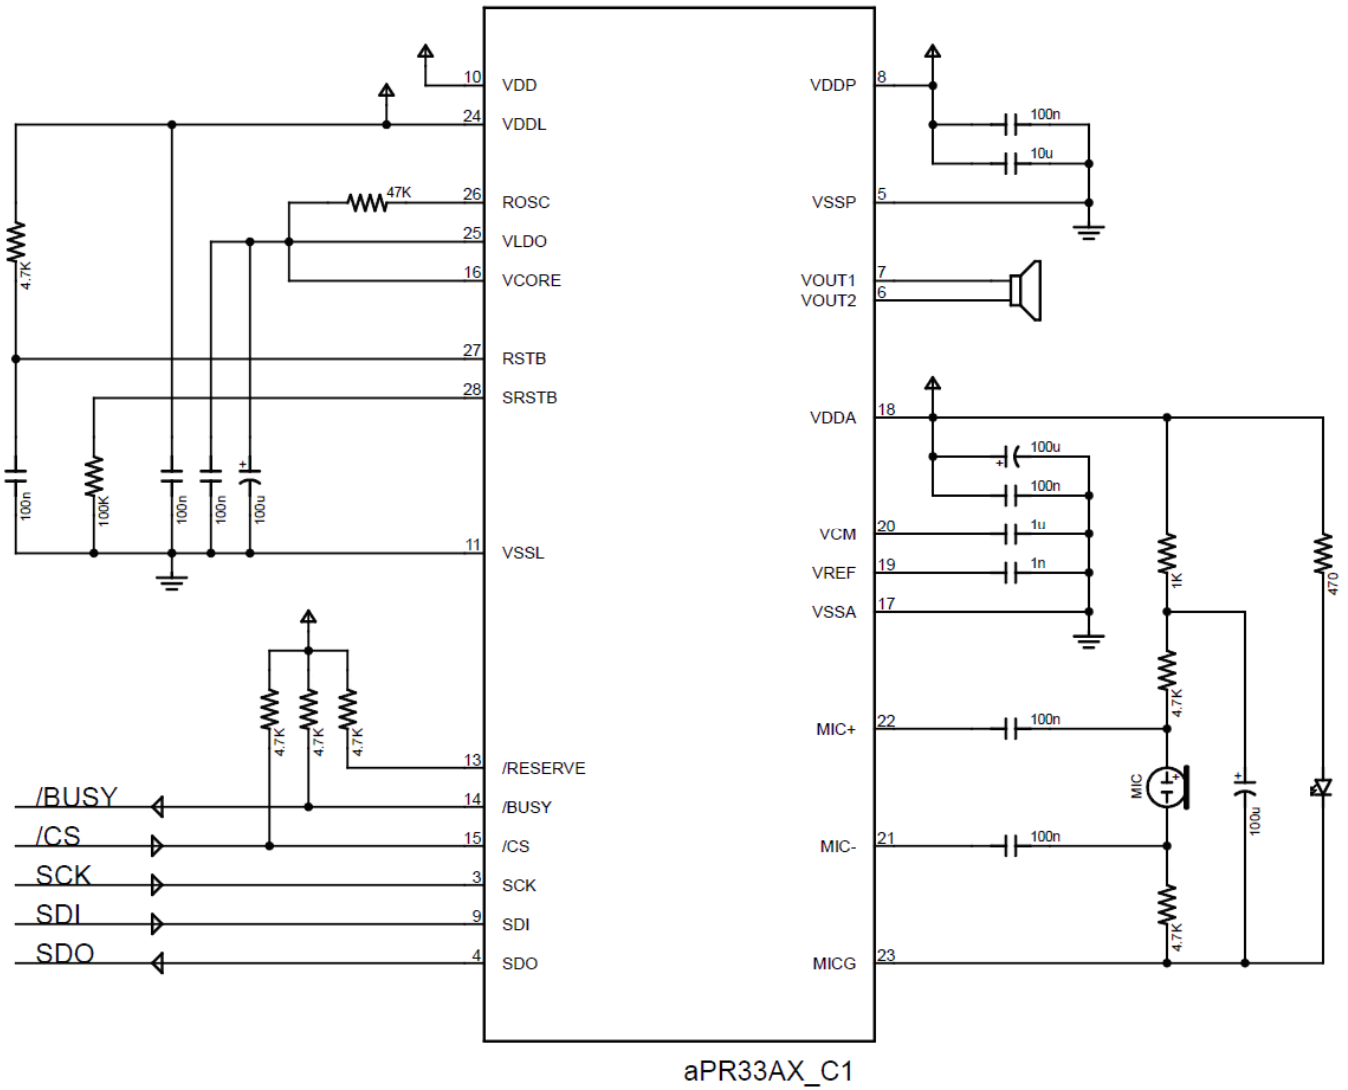 10 VDD
24 VDDL
47K
26 ROSC
25 VLDO
16 VCORE
4.7K
27 RSTB
28 SRSTB
100n
100K
100n
100n
+
100u
11 VSSL
4.7K
4.7K
4.7K
13 /RESERVE
/BUSY 14 /BUSY
/CS 15 /CS
SCK 3 SCK
SDI 9 SDI
SDO 4 SDO
VDDP 8
100n
10u
VSSP 5
VOUT1 7
VOUT2 6
VDDA 18
+
100u
100n
VCM 20 1u
VREF 19 1n
VSSA 17
1K
470
4.7K
MIC+ 22 100n
MIC
+
+
100u
MIC- 21 100n
4.7K
MICG 23
aPR33AX_C1